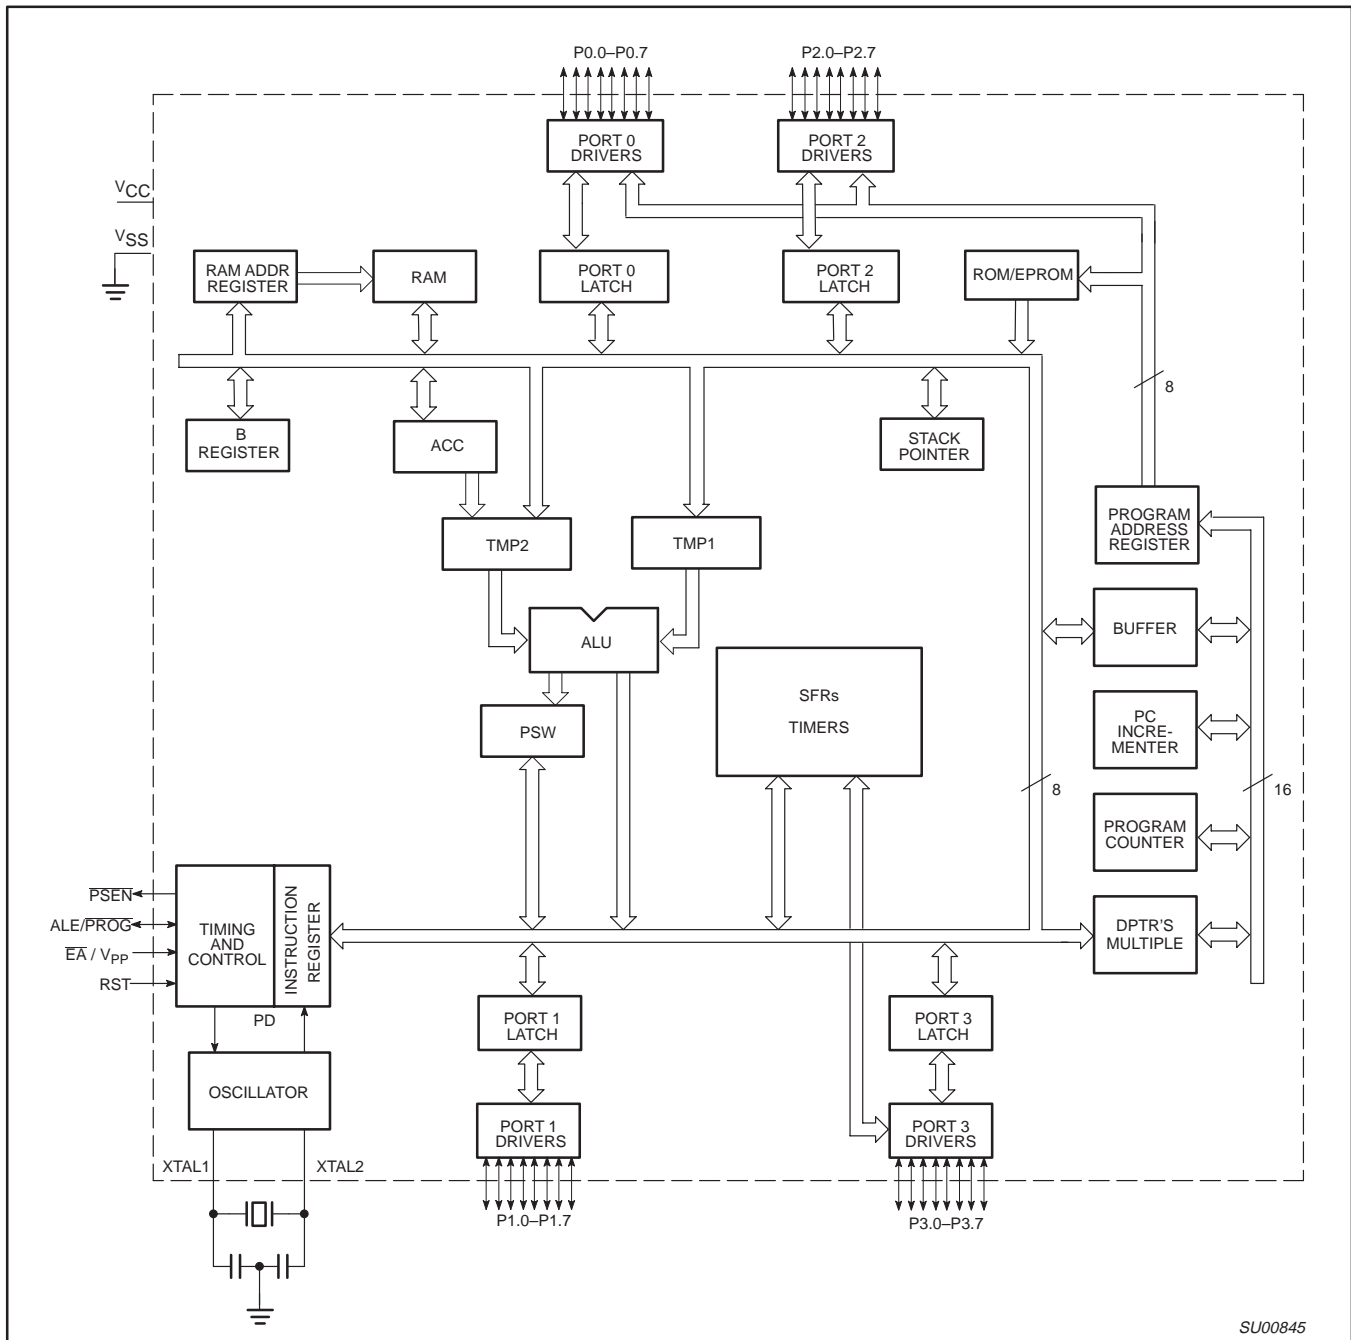 P0.0–P0.7
P2.0–P2.7
PORT 0
DRIVERS
PORT 2
DRIVERS
VCC
VSS
RAM ADDR
REGISTER
RAM
PORT 0
LATCH
PORT 2
LATCH
ROM/EPROM
8
B
REGISTER
ACC
STACK
POINTER
TMP2
TMP1
PROGRAM
ADDRESS
REGISTER
ALU
BUFFER
SFRs
TIMERS
PSW
PC
INCRE-
MENTER
8
16
PROGRAM
COUNTER
PSEN
ALE/PROG
EA / VPP
RST
TIMING
AND
CONTROL
INSTRUCTION
REGISTER
DPTR'S
MULTIPLE
PD
PORT 1
LATCH
PORT 3
LATCH
OSCILLATOR
PORT 1
DRIVERS
PORT 3
DRIVERS
XTAL1
XTAL2
P1.0–P1.7
P3.0–P3.7
SU00845